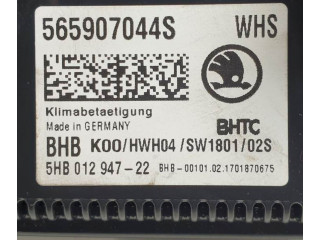 565907044S WHS
Klimabetaetigung
Made in GERMANY BHTC
BHB K00/HWH04/SW1801/02S
5HB 012 947-22 BHB-00101.02.1701870675